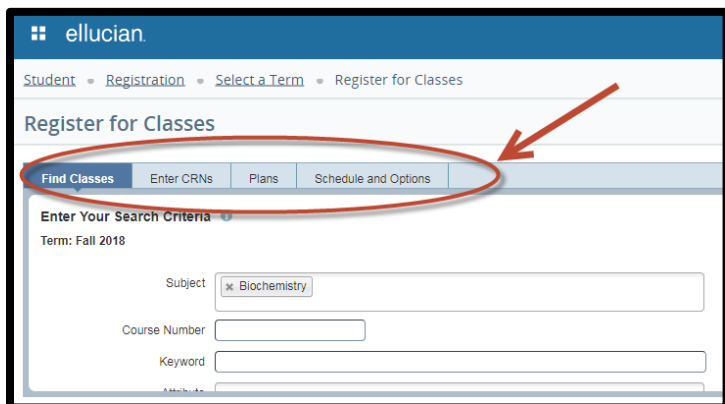 ellucian.
Student Registration Select a Term Register for Classes
Register for Classes
Find Classes Enter CRNs Plans Schedule and Options
Enter Your Search Criteria
Term: Fall 2018
Subject × Biochemistry
Course Number
Keyword
Attribute